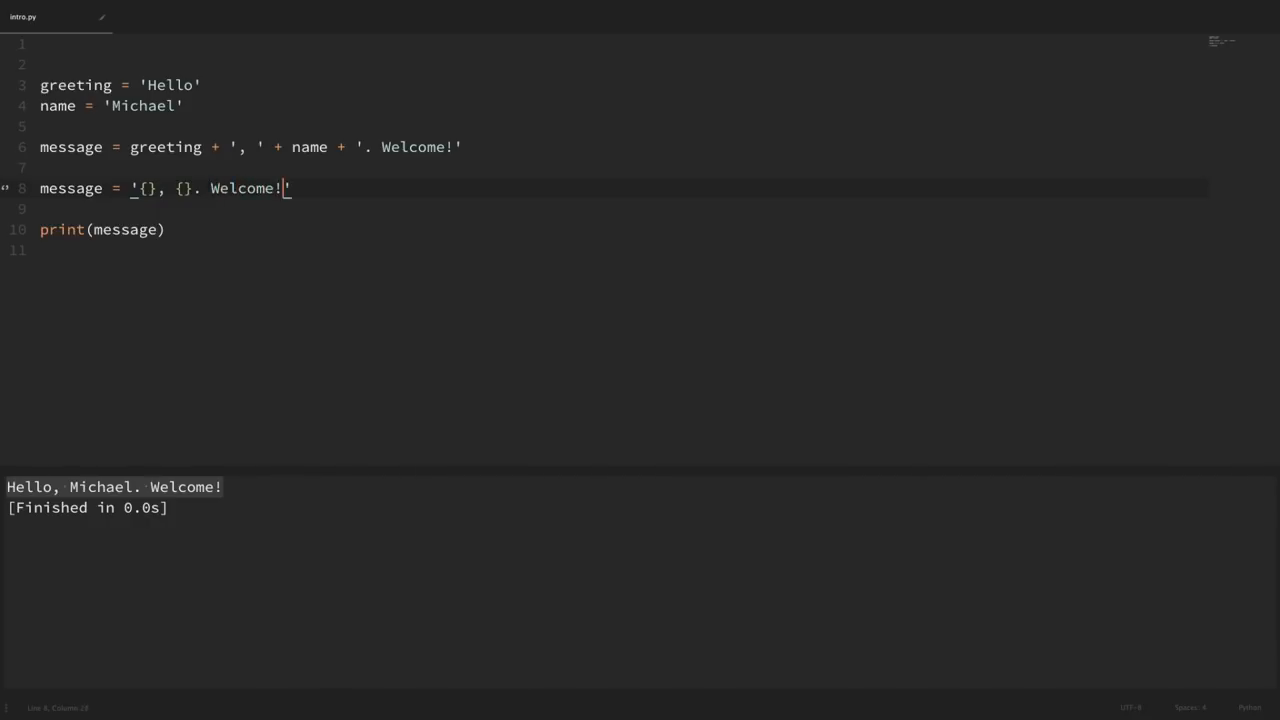 intro.py
1
2
3 greeting = 'Hello'
4 name = 'Michael'
5
6 message = greeting + ', ' + name + '. Welcome!'
7
8 message = '{}, {}. Welcome!'
9
10 print(message)
11
Hello, Michael. Welcome!
[Finished in 0.0s]
Line 8, Column 28 UTF-8 Spaces: 4 Python